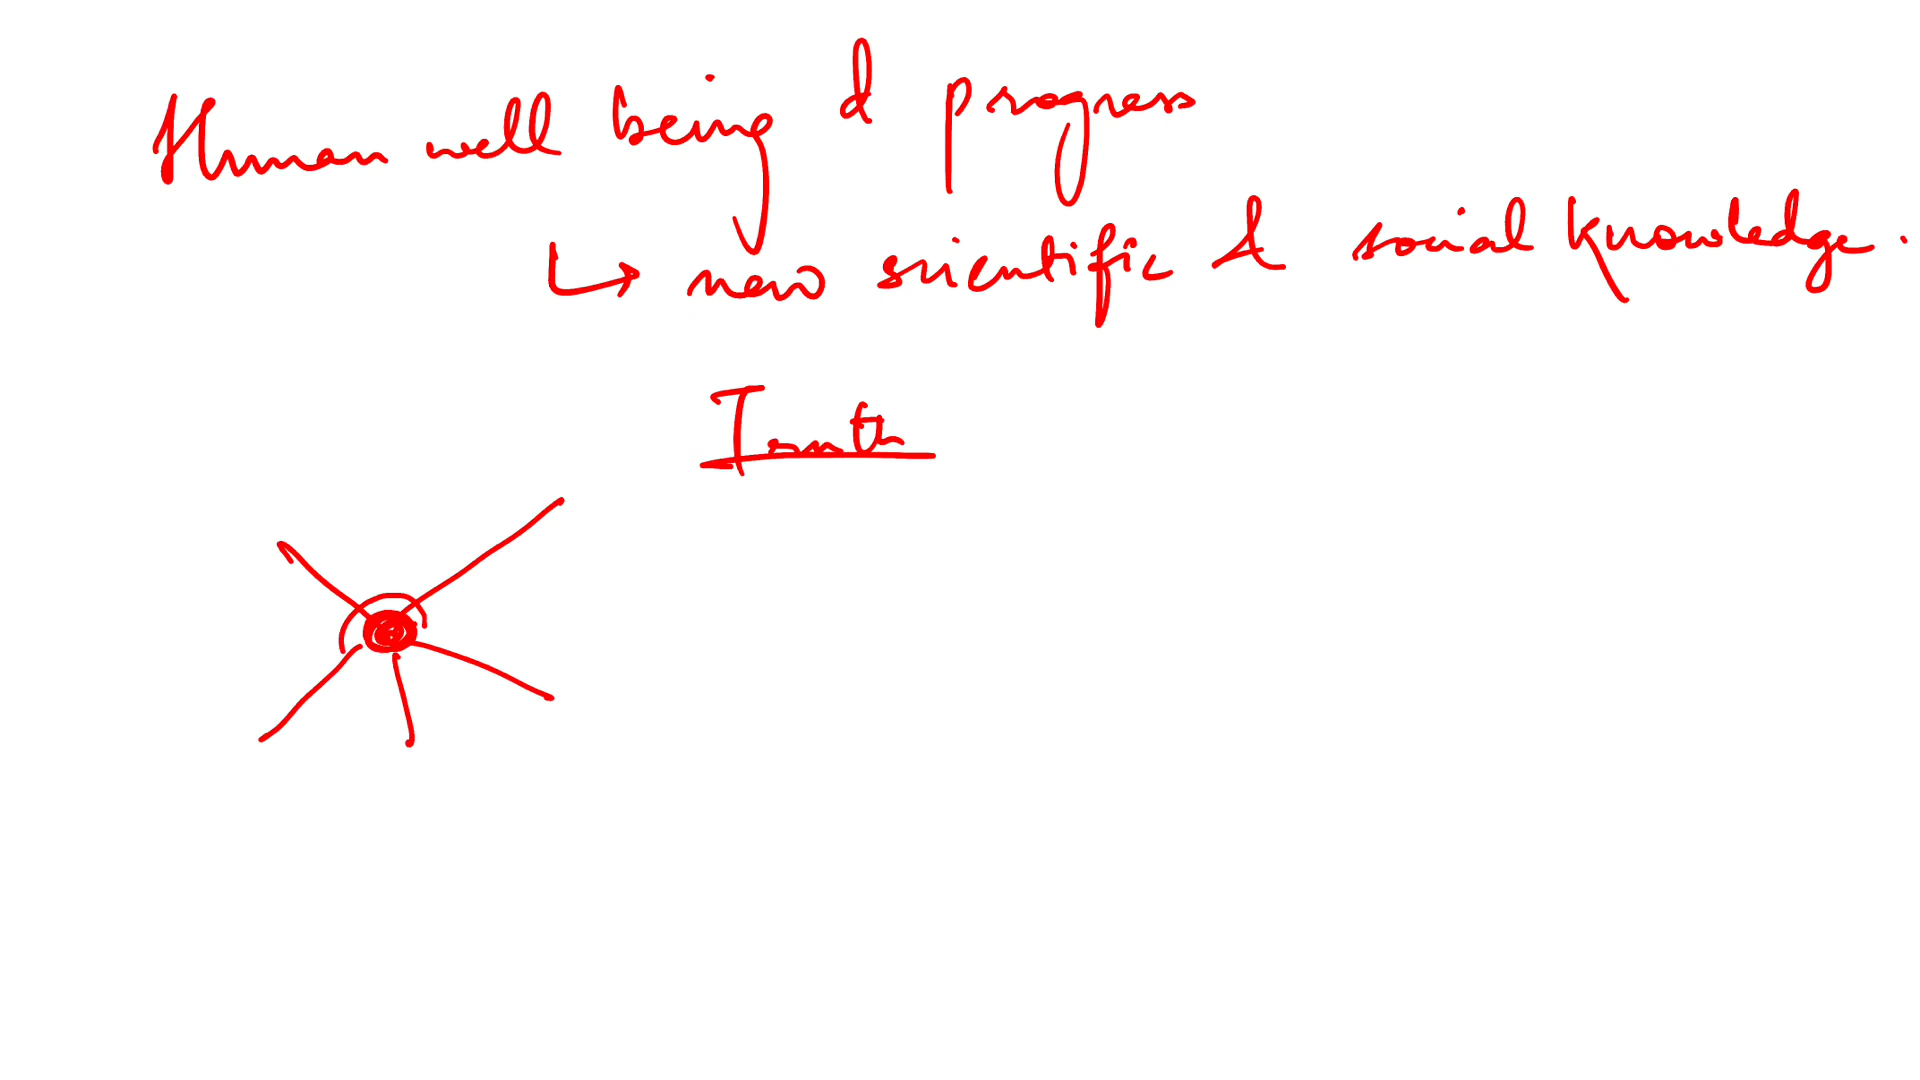 Human well being & progress
↳ new scientific & social knowledge.
Truth